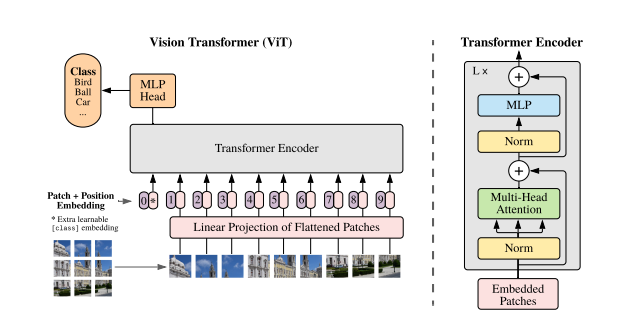 Vision Transformer (ViT)
Class
Bird
Ball
Car
...
MLP
Head
Transformer Encoder
Patch + Position
Embedding
* Extra learnable
[class] embedding
0 * 1 2 3 4 5 6 7 8 9
Linear Projection of Flattened Patches
Transformer Encoder
L ×
+
MLP
Norm
+
Multi-Head
Attention
Norm
Embedded
Patches